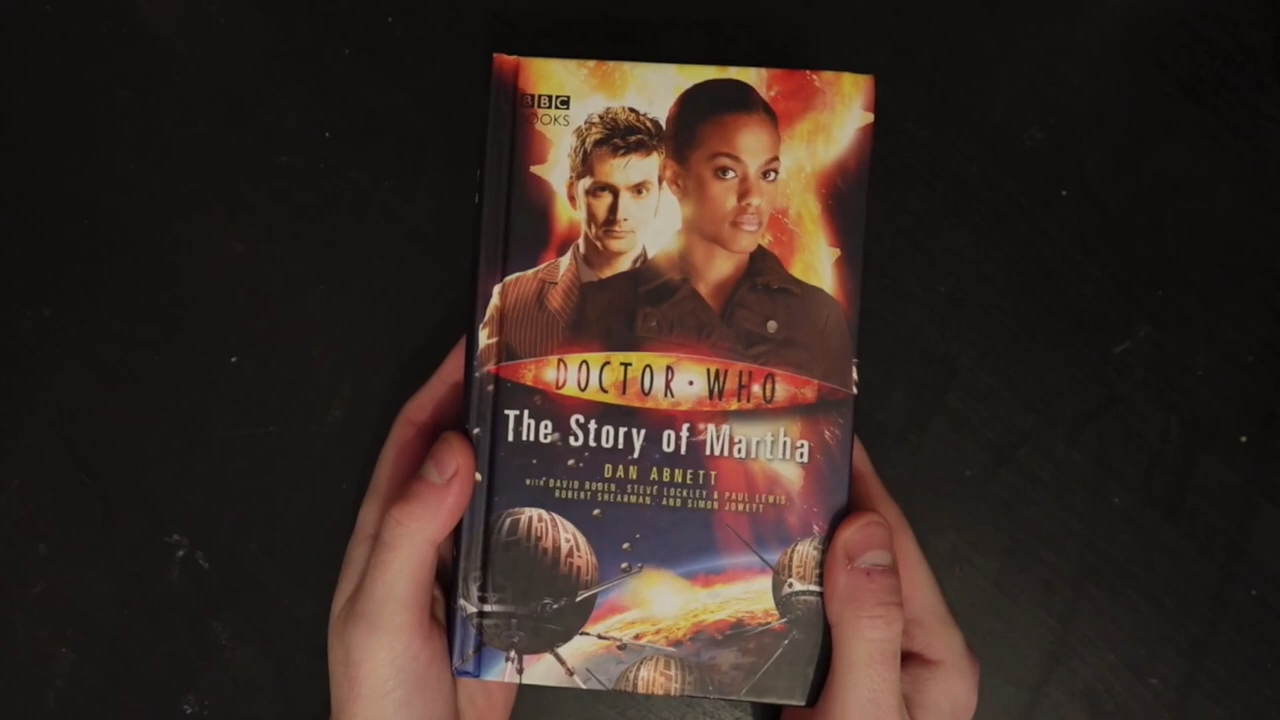 BBC
BOOKS
DOCTOR • WHO
The Story of Martha
DAN ABNETT
WITH DAVID RODEN, STEVE LOCKLEY & PAUL LEWIS,
ROBERT SHEARMAN, AND SIMON JOWETT